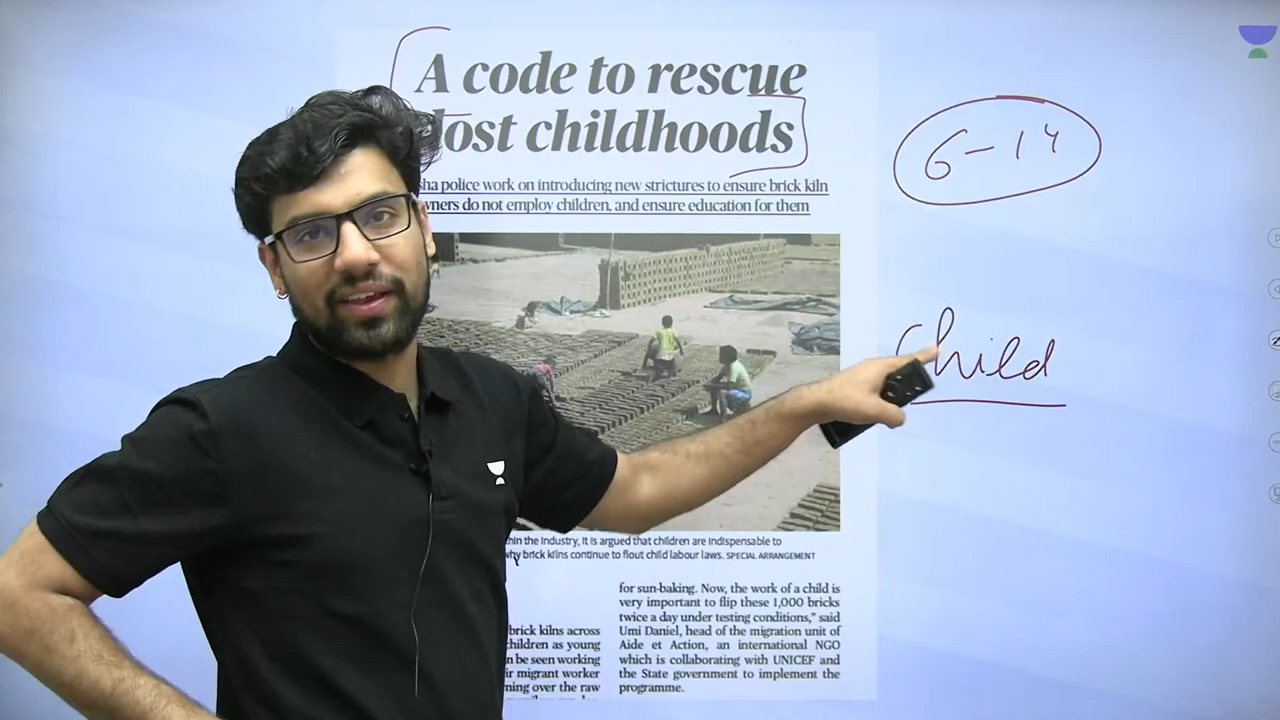 A code to rescue
lost childhoods
sha police work on introducing new strictures to ensure brick kiln
wners do not employ children, and ensure education for them
6-14
Child
thin the industry, it is argued that children are indispensable to
why brick kilns continue to flout child labour laws. SPECIAL ARRANGEMENT
brick kilns across
children as young
n be seen working
ir migrant worker
ning over the raw
for sun-baking. Now, the work of a child is
very important to flip these 1,000 bricks
twice a day under testing conditions,” said
Umi Daniel, head of the migration unit of
Aide et Action, an international NGO
which is collaborating with UNICEF and
the State government to implement the
programme.